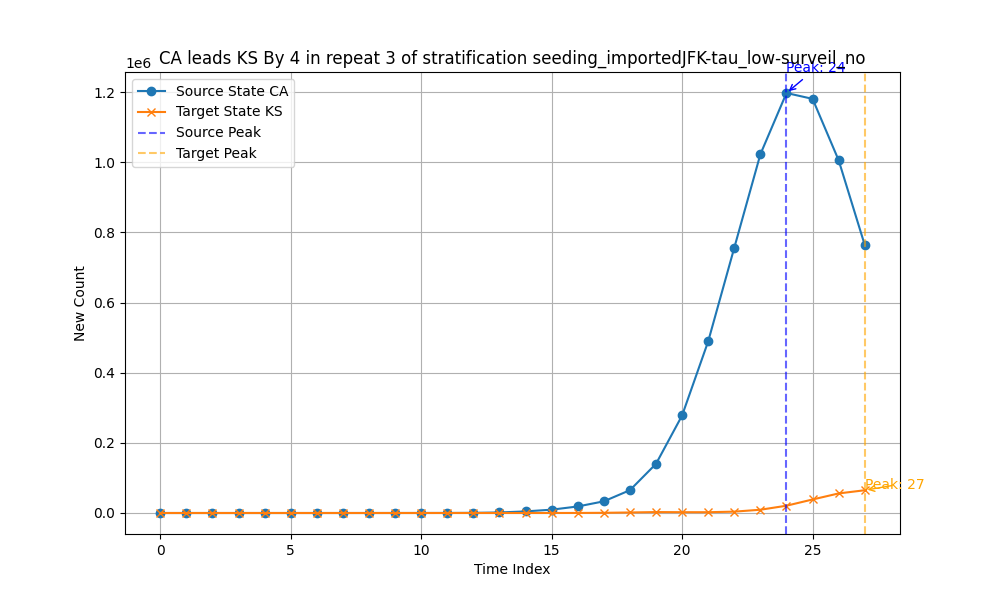 CA leads KS By 4 in repeat 3 of stratification seeding_importedJFK-tau_low-surveil_no
1e6
Peak: 24
Source State CA
Target State KS
Source Peak
Target Peak
1.2
1.0
0.8
0.6
0.4
0.2
0.0
New Count
Peak: 27
0
5
10
15
20
25
Time Index